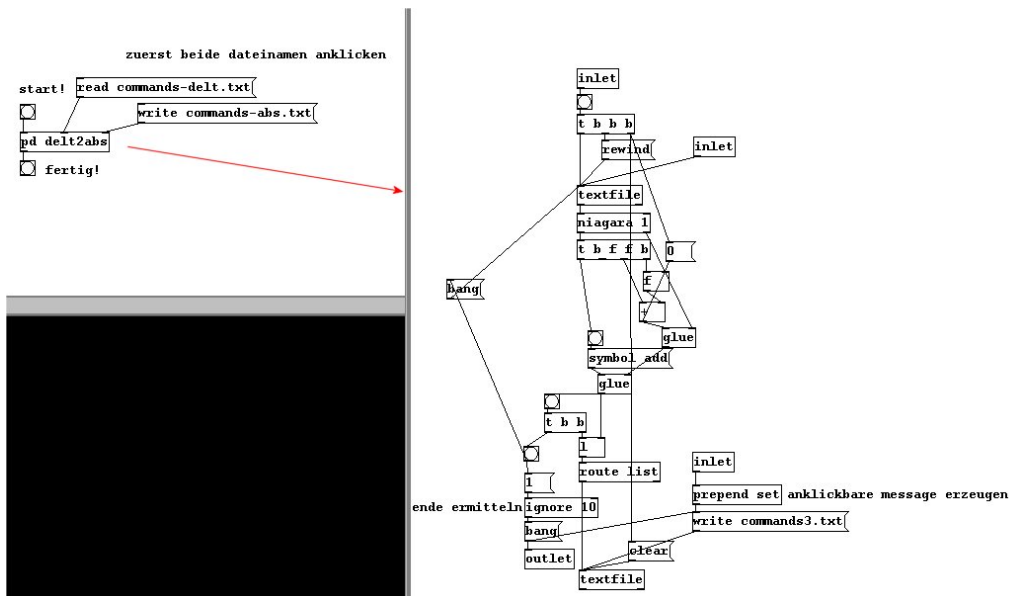 zuerst beide dateinamen anklicken
start!
read commands-delt.txt
write commands-abs.txt
pd delt2abs
fertig!
inlet
t b b b
rewind
inlet
textfile
niagara 1
t b f f b
0
f
bang
+
glue
symbol add
glue
t b b
l
inlet
route list
1
prepend set anklickbare message erzeugen
ende ermitteln ignore 10
write commands3.txt
bang
clear
outlet
textfile